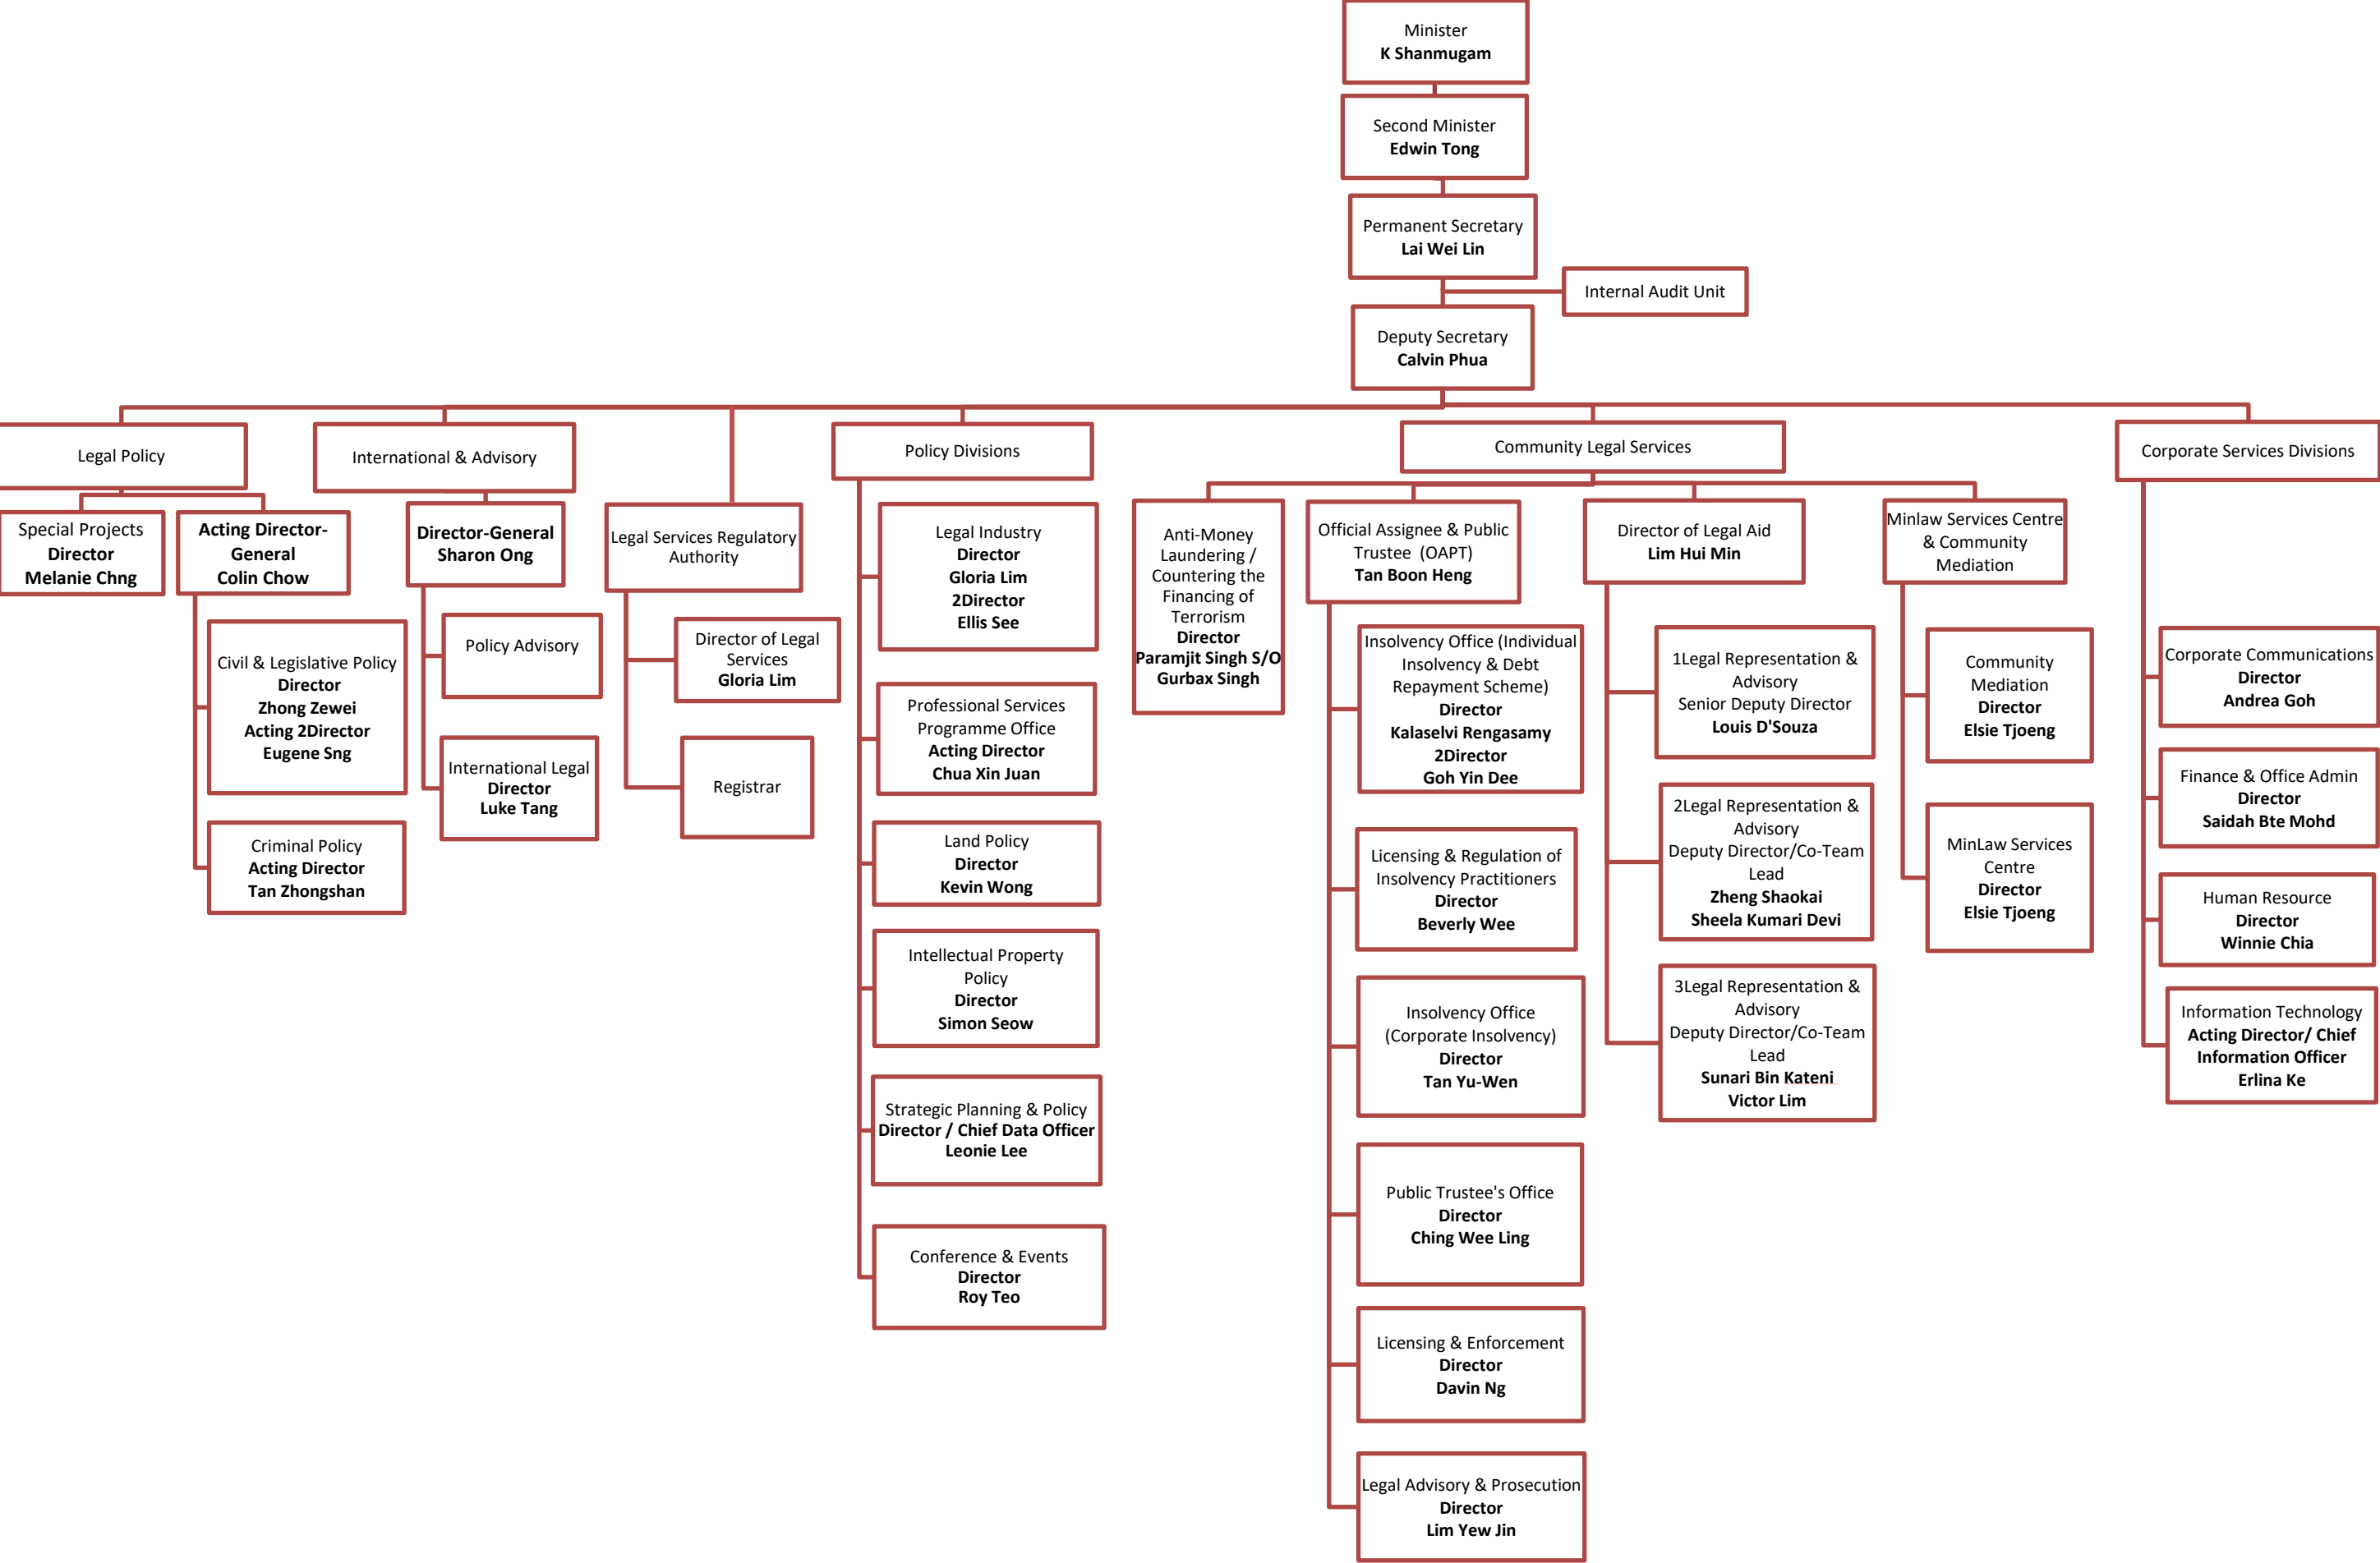 Minister
K Shanmugam
Second Minister
Edwin Tong
Permanent Secretary
Lai Wei Lin
Internal Audit Unit
Deputy Secretary
Calvin Phua
Legal Policy
Special Projects
Director
Melanie Chng
Acting Director-
General
Colin Chow
Civil & Legislative Policy
Director
Zhong Zewei
Acting 2Director
Eugene Sng
Criminal Policy
Acting Director
Tan Zhongshan
International & Advisory
Director-General
Sharon Ong
Policy Advisory
International Legal
Director
Luke Tang
Legal Services Regulatory
Authority
Director of Legal
Services
Gloria Lim
Registrar
Policy Divisions
Legal Industry
Director
Gloria Lim
2Director
Ellis See
Professional Services
Programme Office
Acting Director
Chua Xin Juan
Land Policy
Director
Kevin Wong
Intellectual Property
Policy
Director
Simon Seow
Strategic Planning & Policy
Director / Chief Data Officer
Leonie Lee
Conference & Events
Director
Roy Teo
Community Legal Services
Anti-Money
Laundering /
Countering the
Financing of
Terrorism
Director
Paramjit Singh S/O
Gurbax Singh
Official Assignee & Public
Trustee (OAPT)
Tan Boon Heng
Insolvency Office (Individual
Insolvency & Debt
Repayment Scheme)
Director
Kalaselvi Rengasamy
2Director
Goh Yin Dee
Licensing & Regulation of
Insolvency Practitioners
Director
Beverly Wee
Insolvency Office
(Corporate Insolvency)
Director
Tan Yu-Wen
Public Trustee's Office
Director
Ching Wee Ling
Licensing & Enforcement
Director
Davin Ng
Legal Advisory & Prosecution
Director
Lim Yew Jin
Director of Legal Aid
Lim Hui Min
1Legal Representation &
Advisory
Senior Deputy Director
Louis D'Souza
2Legal Representation &
Advisory
Deputy Director/Co-Team
Lead
Zheng Shaokai
Sheela Kumari Devi
3Legal Representation &
Advisory
Deputy Director/Co-Team
Lead
Sunari Bin Kateni
Victor Lim
Minlaw Services Centre
& Community
Mediation
Community
Mediation
Director
Elsie Tjoeng
MinLaw Services
Centre
Director
Elsie Tjoeng
Corporate Services Divisions
Corporate Communications
Director
Andrea Goh
Finance & Office Admin
Director
Saidah Bte Mohd
Human Resource
Director
Winnie Chia
Information Technology
Acting Director/ Chief
Information Officer
Erlina Ke